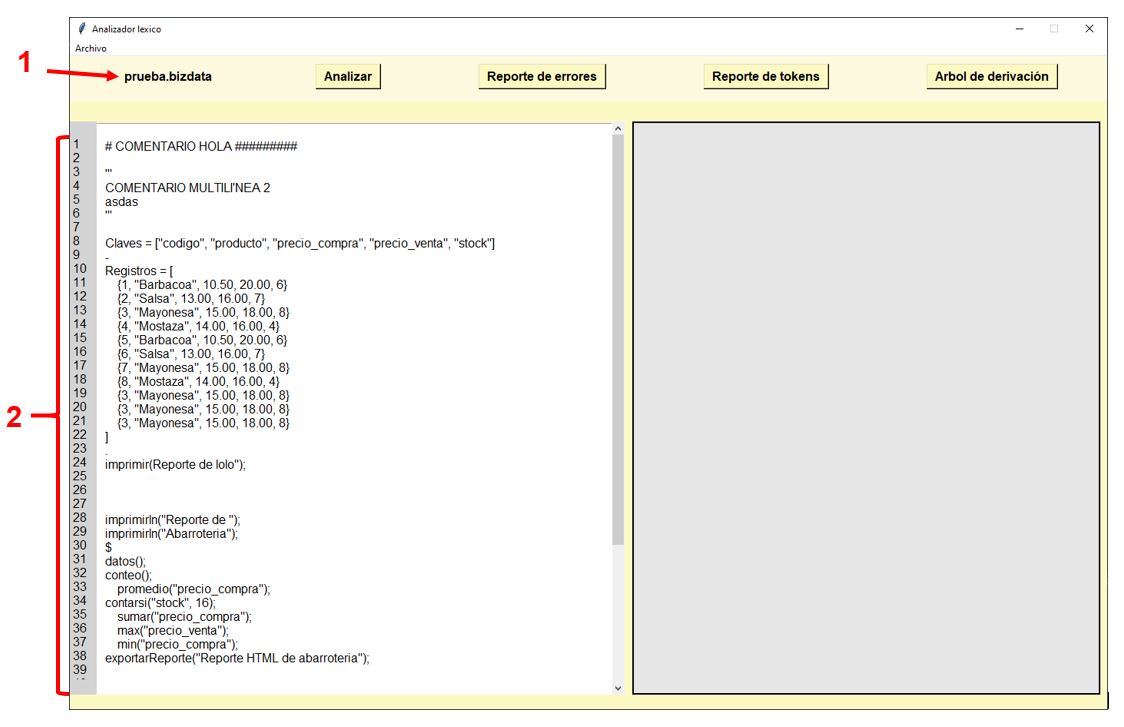 Analizador lexico
Archivo
1
prueba.bizdata
Analizar
Reporte de errores
Reporte de tokens
Arbol de derivación
2
1 # COMENTARIO HOLA #########
2
3 '''
4 COMENTARIO MULTILI'NEA 2
5 asdas
6 '''
7
8 Claves = ["codigo", "producto", "precio_compra", "precio_venta", "stock"]
9 -
10 Registros = [
11 {1, "Barbacoa", 10.50, 20.00, 6}
12 {2, "Salsa", 13.00, 16.00, 7}
13 {3, "Mayonesa", 15.00, 18.00, 8}
14 {4, "Mostaza", 14.00, 16.00, 4}
15 {5, "Barbacoa", 10.50, 20.00, 6}
16 {6, "Salsa", 13.00, 16.00, 7}
17 {7, "Mayonesa", 15.00, 18.00, 8}
18 {8, "Mostaza", 14.00, 16.00, 4}
19 {3, "Mayonesa", 15.00, 18.00, 8}
20 {3, "Mayonesa", 15.00, 18.00, 8}
21 {3, "Mayonesa", 15.00, 18.00, 8}
22 ]
23 .
24 imprimir(Reporte de lolo");
25
26
27
28 imprimirln("Reporte de ");
29 imprimirln("Abarroteria");
30 $
31 datos();
32 conteo();
33 promedio("precio_compra");
34 contarsi("stock", 16);
35 sumar("precio_compra");
36 max("precio_venta");
37 min("precio_compra");
38 exportarReporte("Reporte HTML de abarroteria");
39